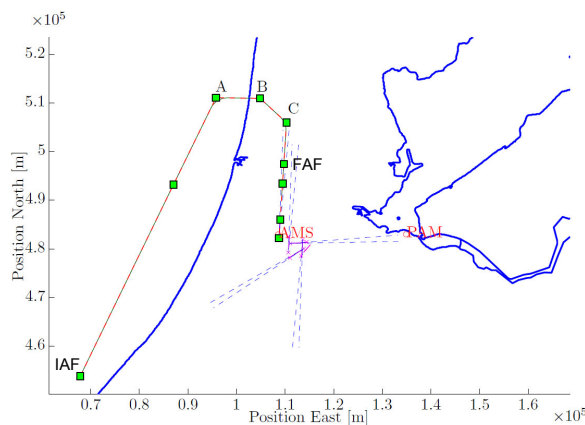 ×10⁵
5.2
A
B
5.1
C
5
FAF
4.9
AMS
PAM
4.8
4.7
4.6
IAF
0.7
0.8
0.9
1
1.1
1.2
1.3
1.4
1.5
1.6
Position North [m]
Position East [m]
×10⁵